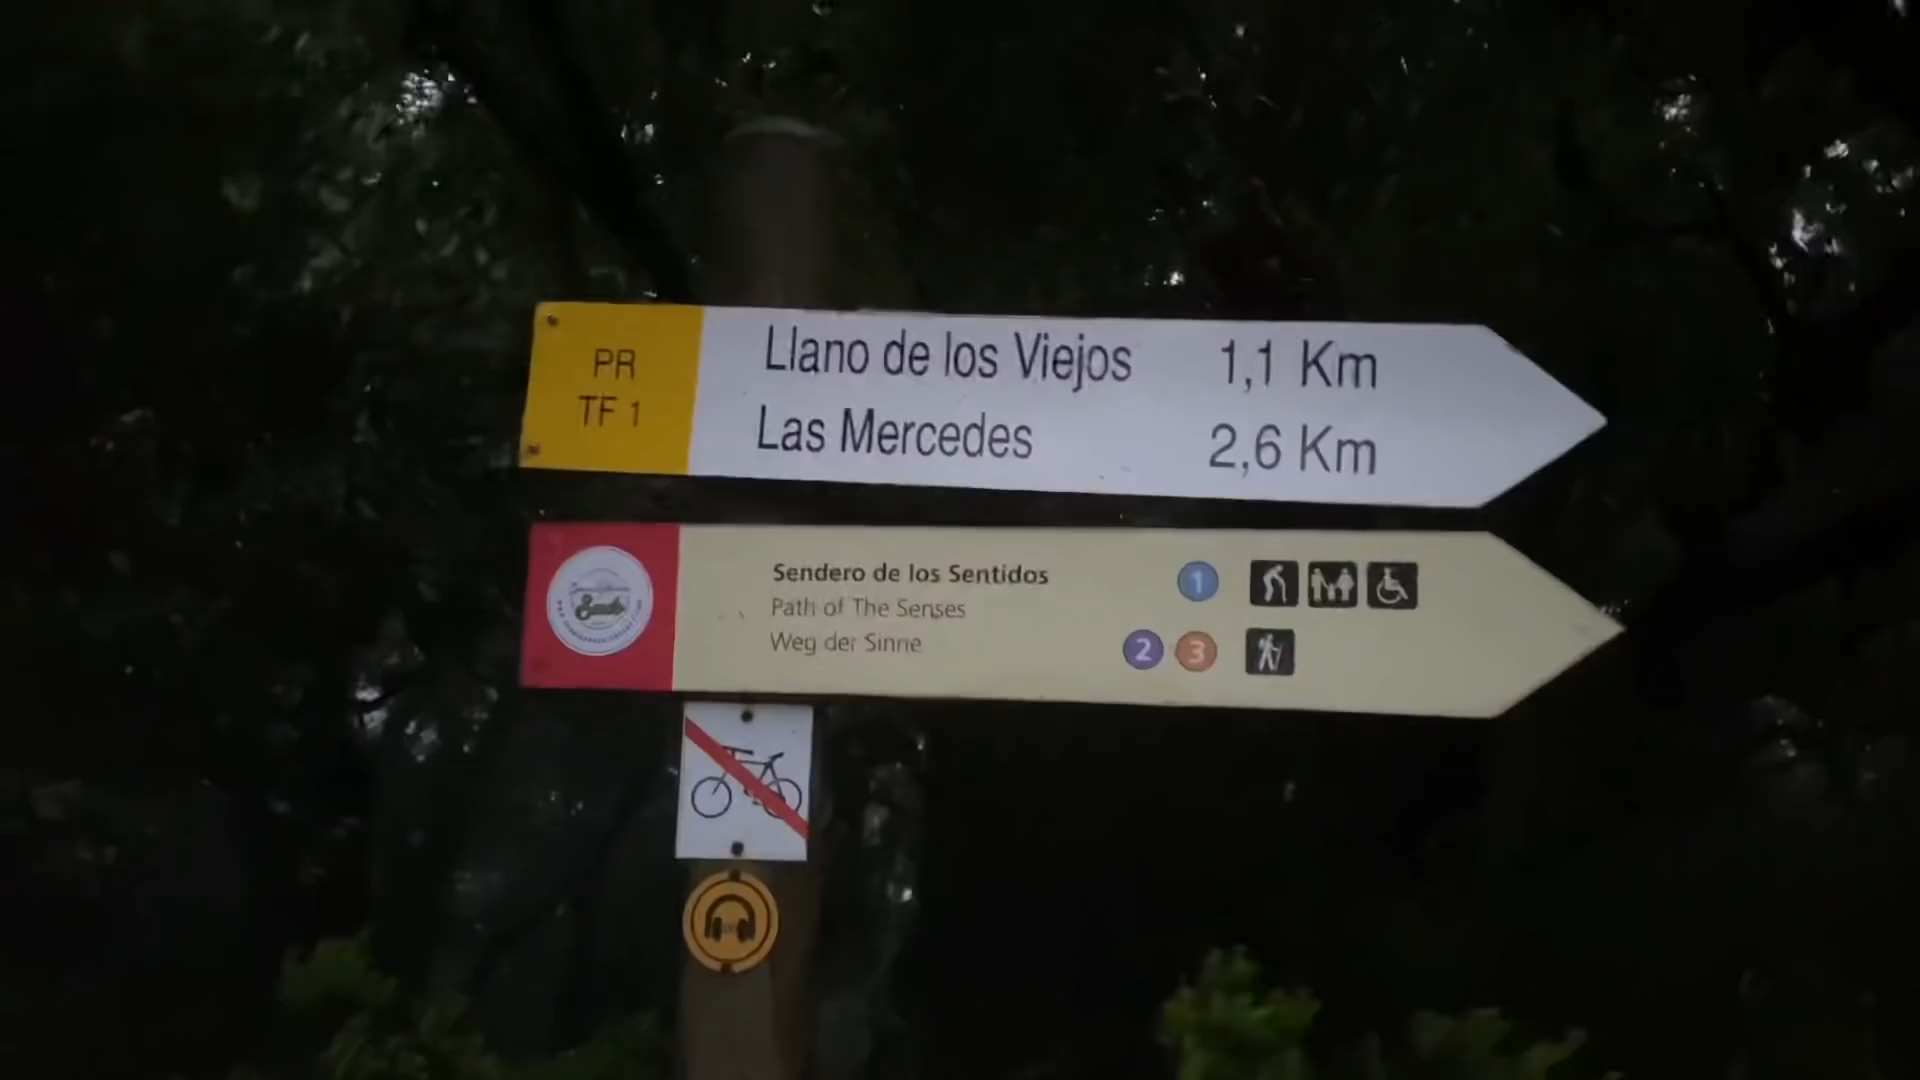 PR
TF 1
Llano de los Viejos 1,1 Km
Las Mercedes 2,6 Km
Sendero de los Sentidos 1
Path of The Senses
Weg der Sinne 2 3